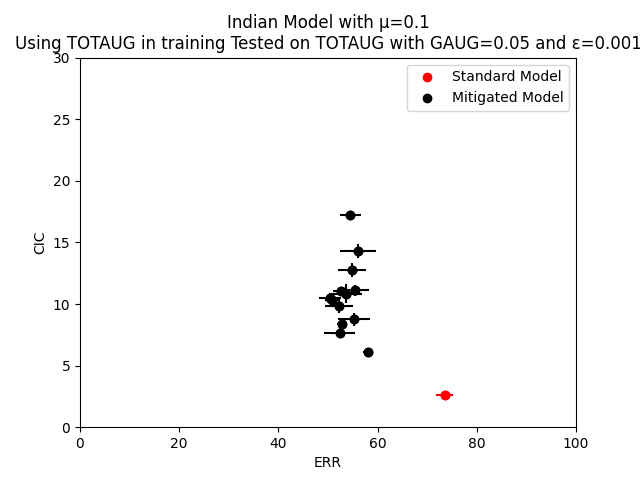 Indian Model with μ=0.1
Using TOTAUG in training Tested on TOTAUG with GAUG=0.05 and ε=0.001
Standard Model
Mitigated Model
30
25
20
15
10
5
0
CIC
0 20 40 60 80 100
ERR